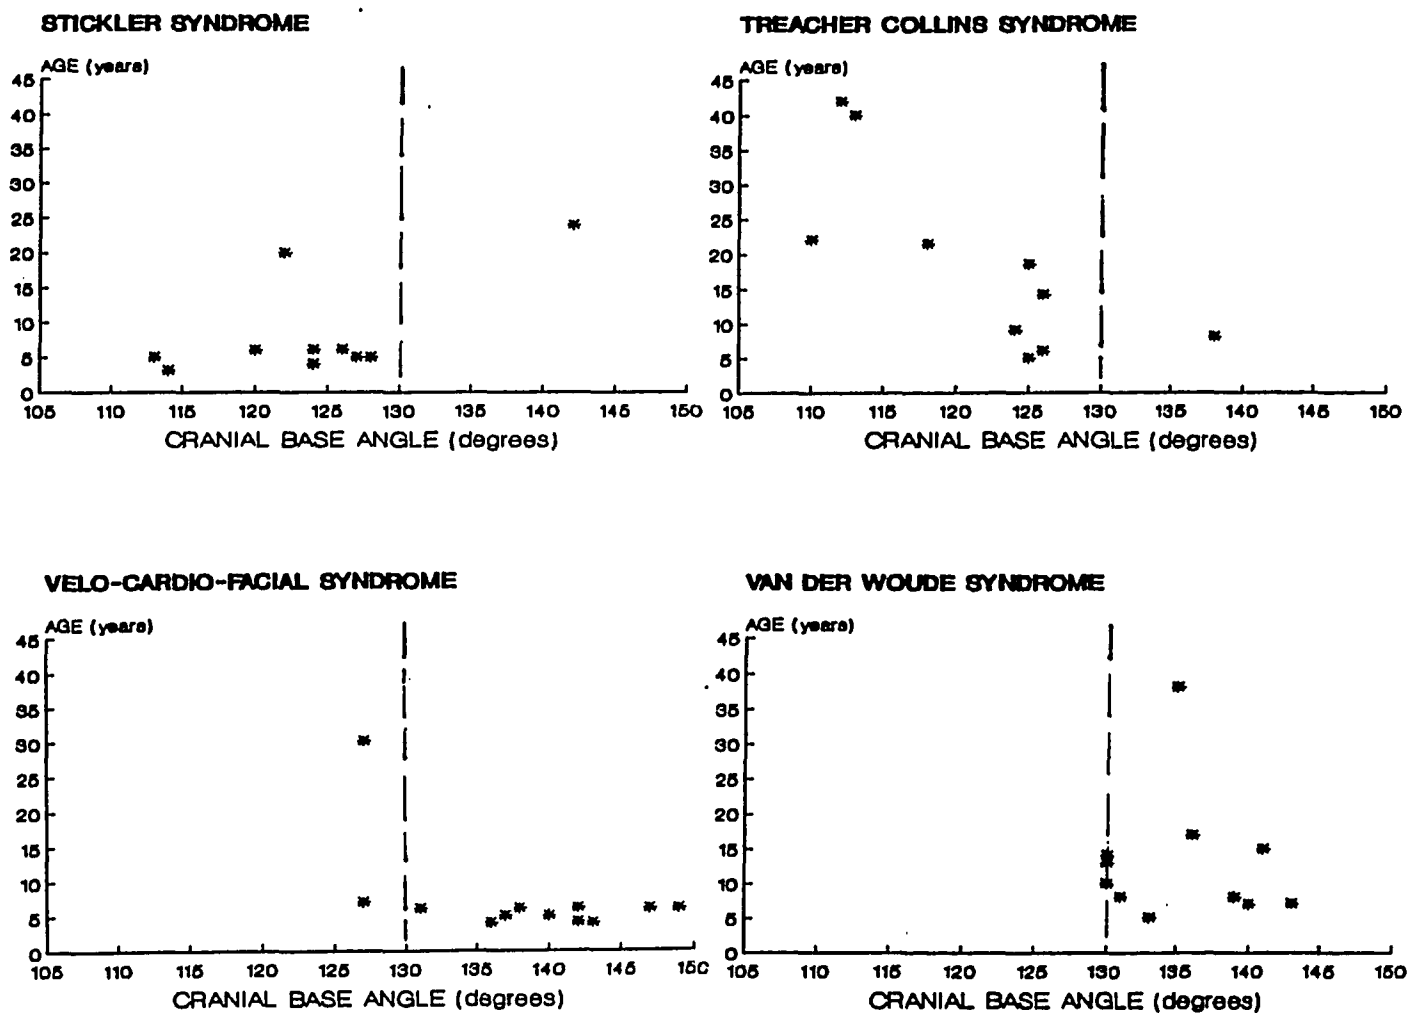 STICKLER SYNDROME
AGE (years)
45
40
35
30
25
20
15
10
5
0
105 110 115 120 125 130 135 140 145 150
CRANIAL BASE ANGLE (degrees)
TREACHER COLLINS SYNDROME
AGE (years)
45
40
35
30
25
20
15
10
5
0
105 110 115 120 125 130 135 140 145 150
CRANIAL BASE ANGLE (degrees)
VELO-CARDIO-FACIAL SYNDROME
AGE (years)
45
40
35
30
25
20
15
10
5
0
105 110 115 120 125 130 135 140 145 150
CRANIAL BASE ANGLE (degrees)
VAN DER WOUDE SYNDROME
AGE (years)
45
40
35
30
25
20
15
10
5
0
105 110 115 120 125 130 135 140 145 150
CRANIAL BASE ANGLE (degrees)